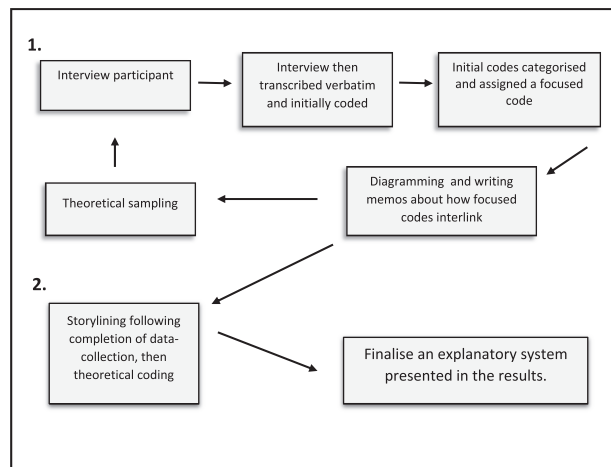 1.
Interview participant
Interview then
transcribed verbatim
and initially coded
Initial codes categorised
and assigned a focused
code
Diagramming and writing
memos about how focused
codes interlink
Theoretical sampling
2.
Storylining following
completion of data-
collection, then
theoretical coding
Finalise an explanatory system
presented in the results.